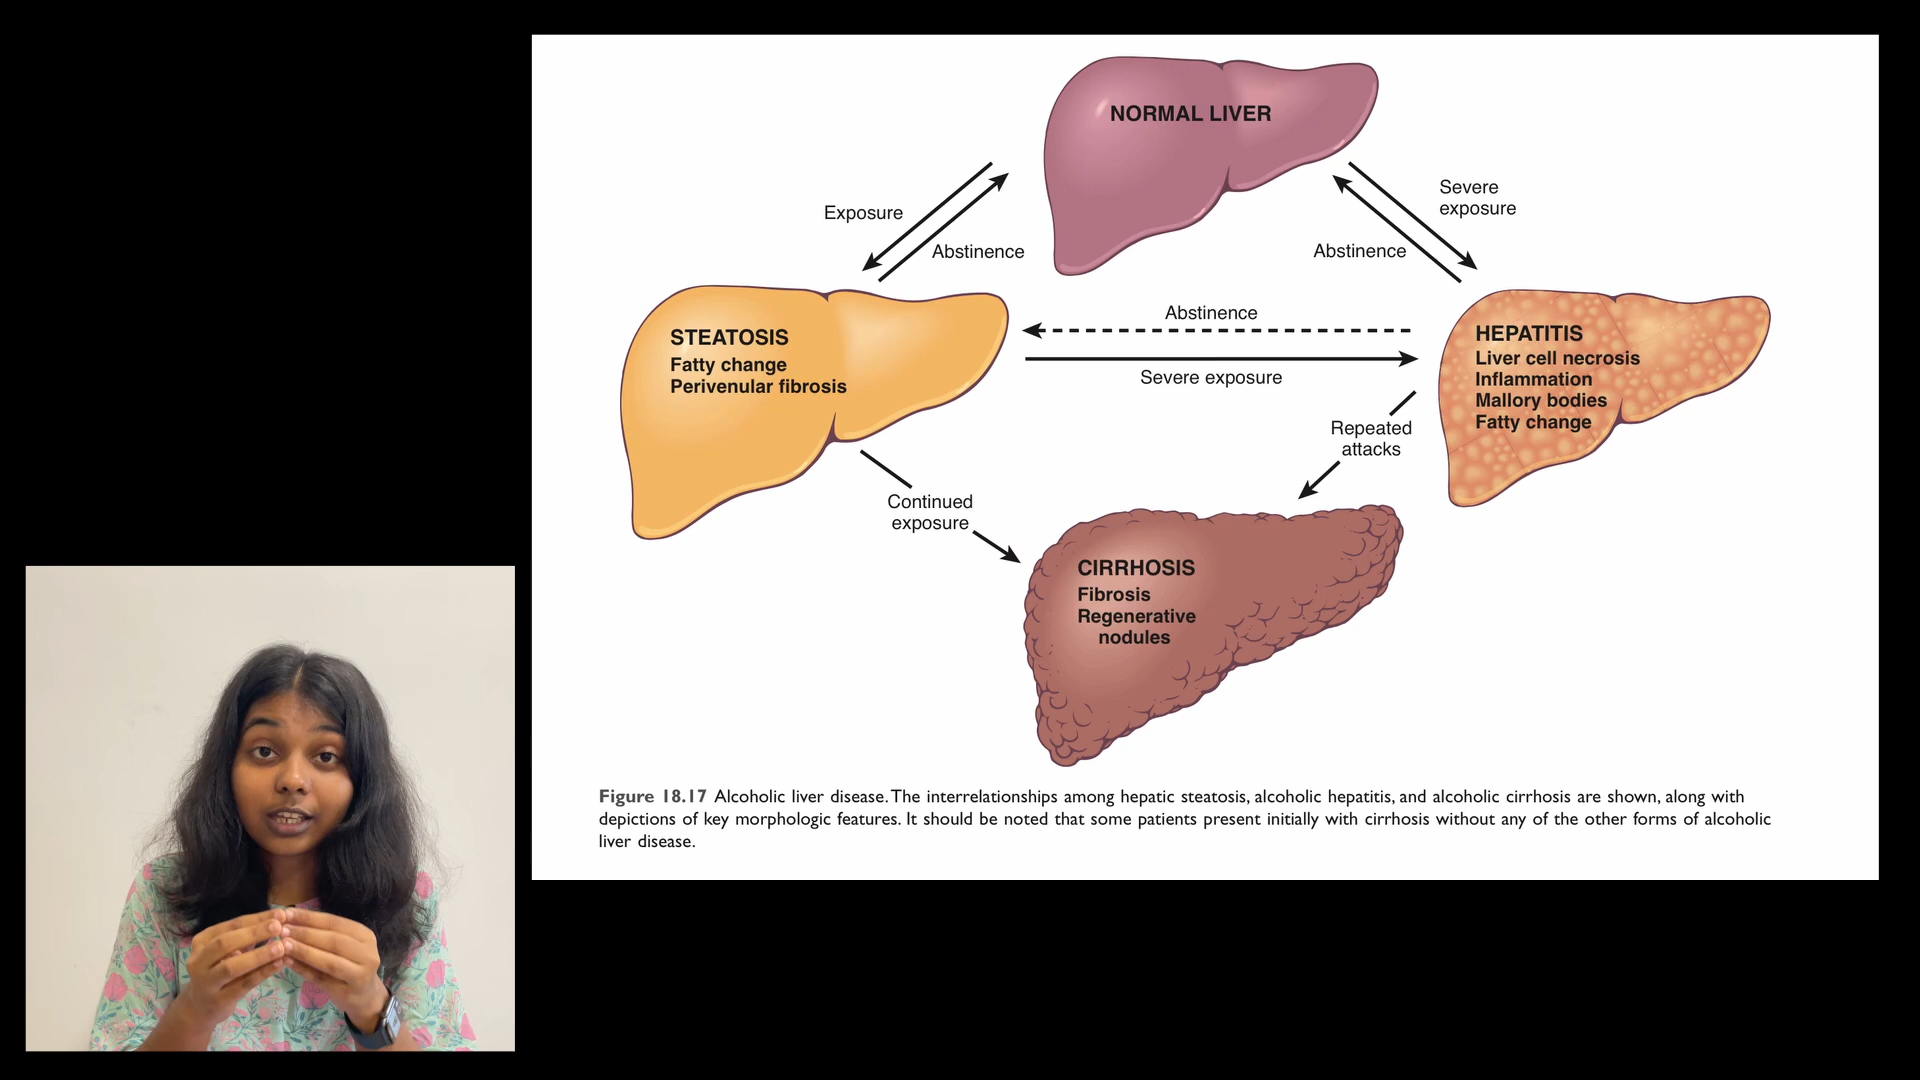 NORMAL LIVER
Exposure
Abstinence
Severe
exposure
Abstinence
STEATOSIS
Fatty change
Perivenular fibrosis
Abstinence
Severe exposure
HEPATITIS
Liver cell necrosis
Inflammation
Mallory bodies
Fatty change
Repeated
attacks
Continued
exposure
CIRRHOSIS
Fibrosis
Regenerative
nodules
Figure 18.17 Alcoholic liver disease. The interrelationships among hepatic steatosis, alcoholic hepatitis, and alcoholic cirrhosis are shown, along with
depictions of key morphologic features. It should be noted that some patients present initially with cirrhosis without any of the other forms of alcoholic
liver disease.